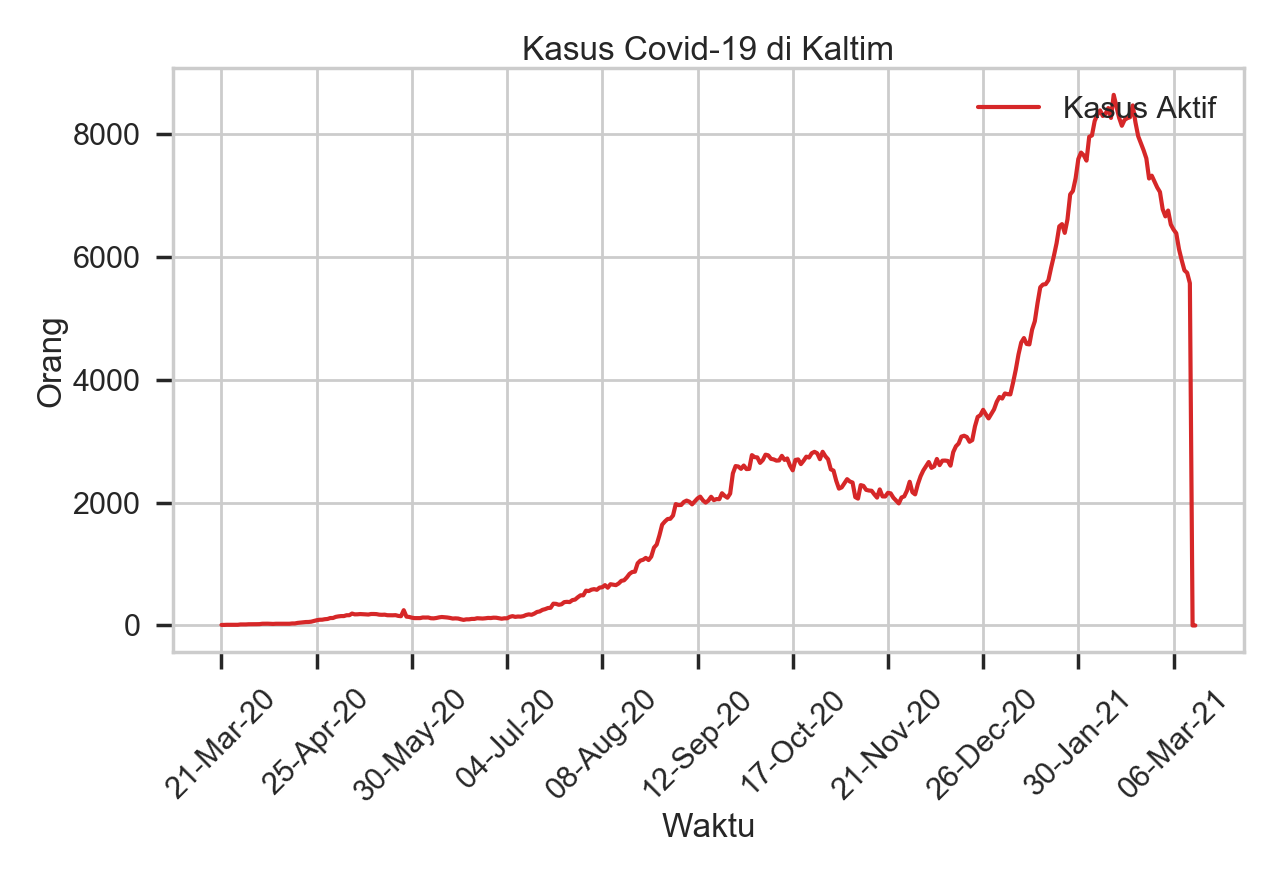 Kasus Covid-19 di Kaltim
Kasus Aktif
8000
6000
4000
2000
0
Orang
21-Mar-20
25-Apr-20
30-May-20
04-Jul-20
08-Aug-20
12-Sep-20
17-Oct-20
21-Nov-20
26-Dec-20
30-Jan-21
06-Mar-21
Waktu